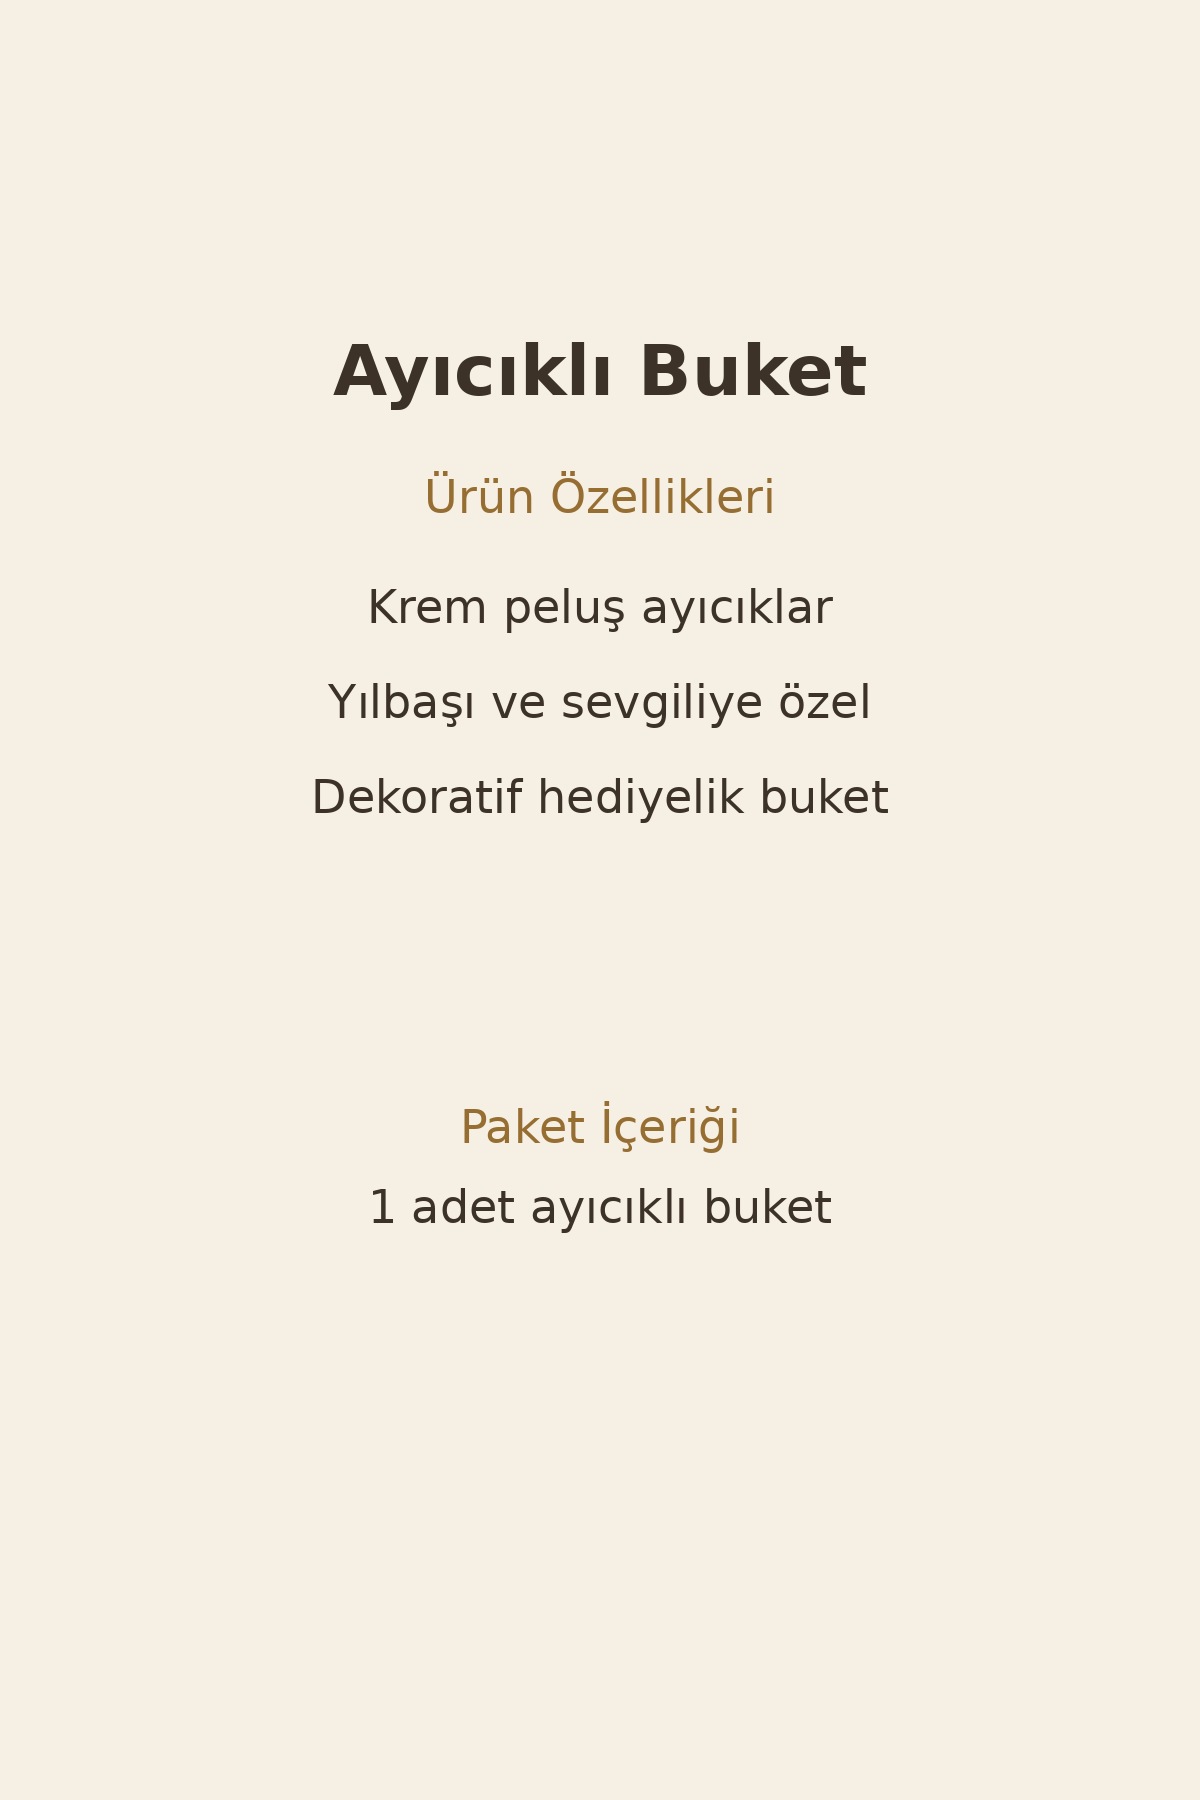 Ayıcıklı Buket
Ürün Özellikleri
Krem peluş ayıcıklar
Yılbaşı ve sevgiliye özel
Dekoratif hediyelik buket
Paket İçeriği
1 adet ayıcıklı buket